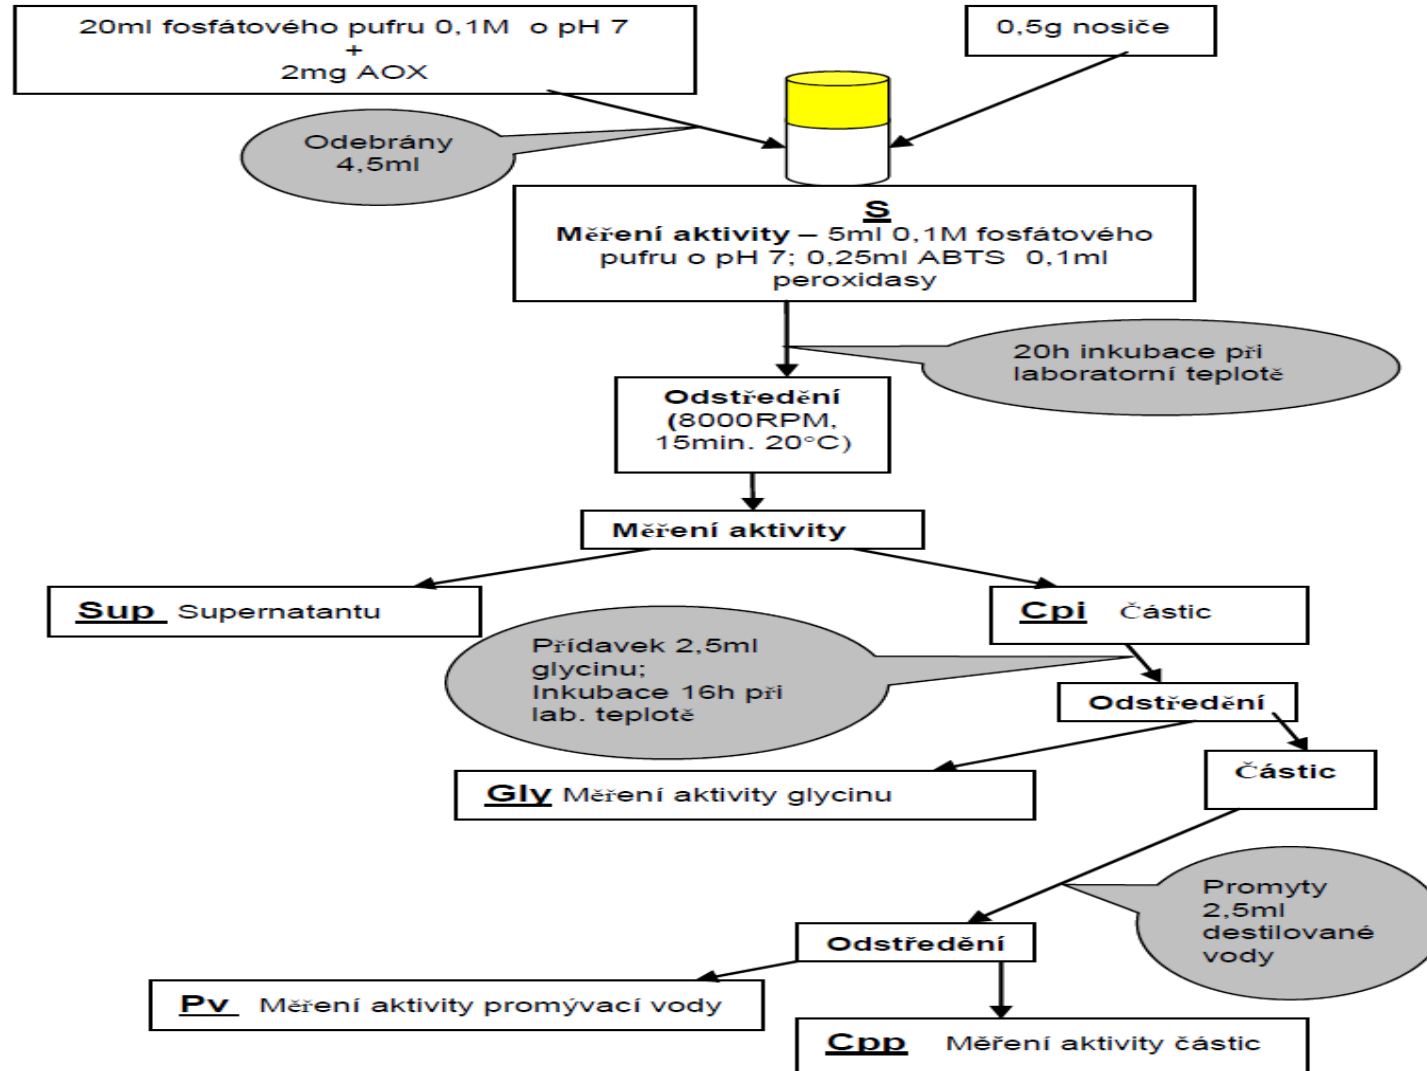 20ml fosfátového pufru 0,1M o pH 7
+
2mg AOX
0,5g nosiče
Odebrány
4,5ml
S
Měření aktivity – 5ml 0,1M fosfátového
pufru o pH 7; 0,25ml ABTS 0,1ml
peroxidasy
20h inkubace při
laboratorní teplotě
Odstředění
(8000RPM,
15min. 20°C)
Měření aktivity
Sup Supernatantu
Cpi Částic
Přídavek 2,5ml
glycinu;
Inkubace 16h při
lab. teplotě
Odstředění
Částic
Gly Měření aktivity glycinu
Promyty
2,5ml
destilované
vody
Odstředění
Pv Měření aktivity promývací vody
Cpp Měření aktivity částic